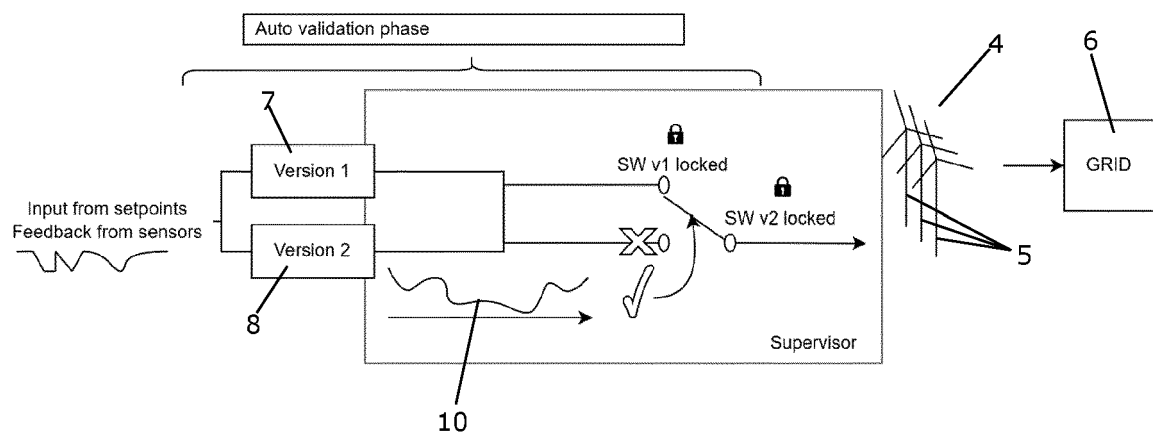 Auto validation phase
4
6
7
Version 1
SW v1 locked
GRID
SW v2 locked
Input from setpoints
Feedback from sensors
Version 2
5
8
Supervisor
10